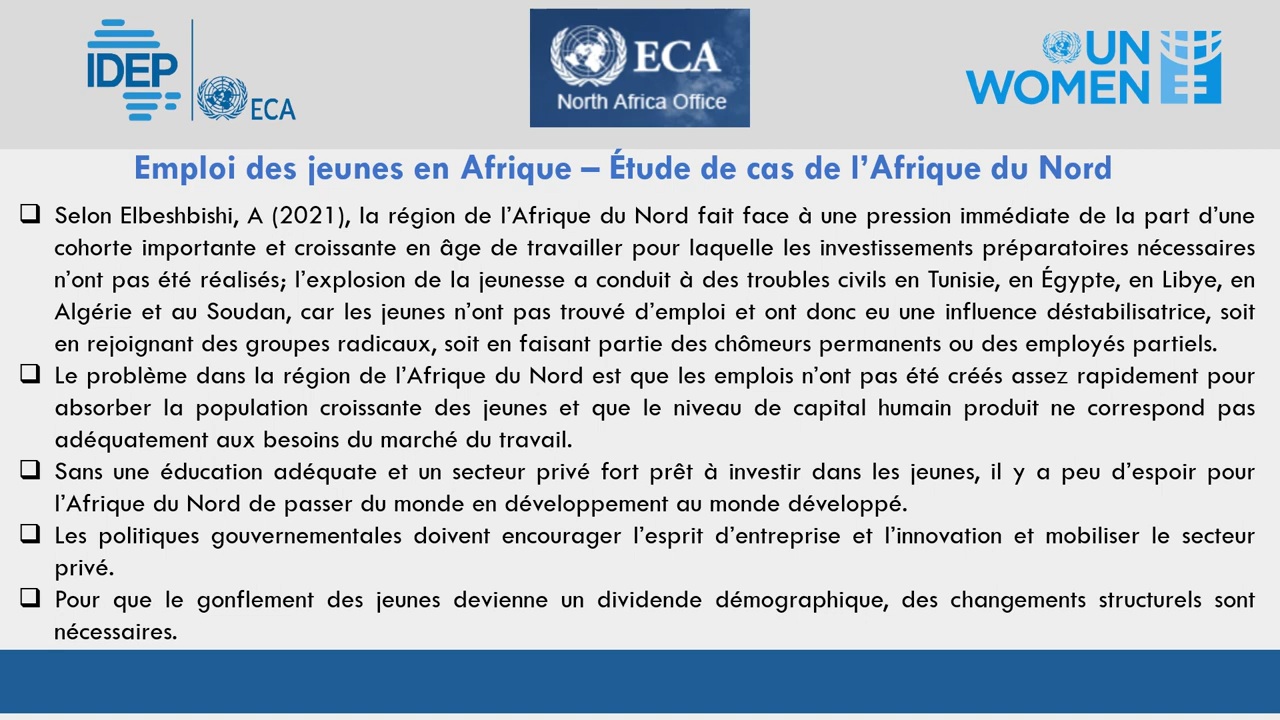 IDEP
ECA
ECA
North Africa Office
UN
WOMEN
Emploi des jeunes en Afrique – Étude de cas de l’Afrique du Nord
Selon Elbeshbishi, A (2021), la région de l’Afrique du Nord fait face à une pression immédiate de la part d’une
cohorte importante et croissante en âge de travailler pour laquelle les investissements préparatoires nécessaires
n’ont pas été réalisés; l’explosion de la jeunesse a conduit à des troubles civils en Tunisie, en Égypte, en Libye, en
Algérie et au Soudan, car les jeunes n’ont pas trouvé d’emploi et ont donc eu une influence déstabilisatrice, soit
en rejoignant des groupes radicaux, soit en faisant partie des chômeurs permanents ou des employés partiels.
Le problème dans la région de l’Afrique du Nord est que les emplois n’ont pas été créés assez rapidement pour
absorber la population croissante des jeunes et que le niveau de capital humain produit ne correspond pas
adéquatement aux besoins du marché du travail.
Sans une éducation adéquate et un secteur privé fort prêt à investir dans les jeunes, il y a peu d’espoir pour
l’Afrique du Nord de passer du monde en développement au monde développé.
Les politiques gouvernementales doivent encourager l’esprit d’entreprise et l’innovation et mobiliser le secteur
privé.
Pour que le gonflement des jeunes devienne un dividende démographique, des changements structurels sont
nécessaires.